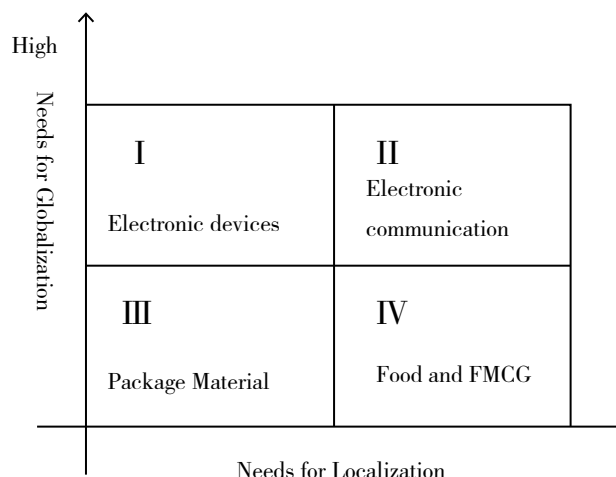 High
Needs for Globalization
I
Electronic devices
II
Electronic
communication
III
Package Material
IV
Food and FMCG
Needs for Localization